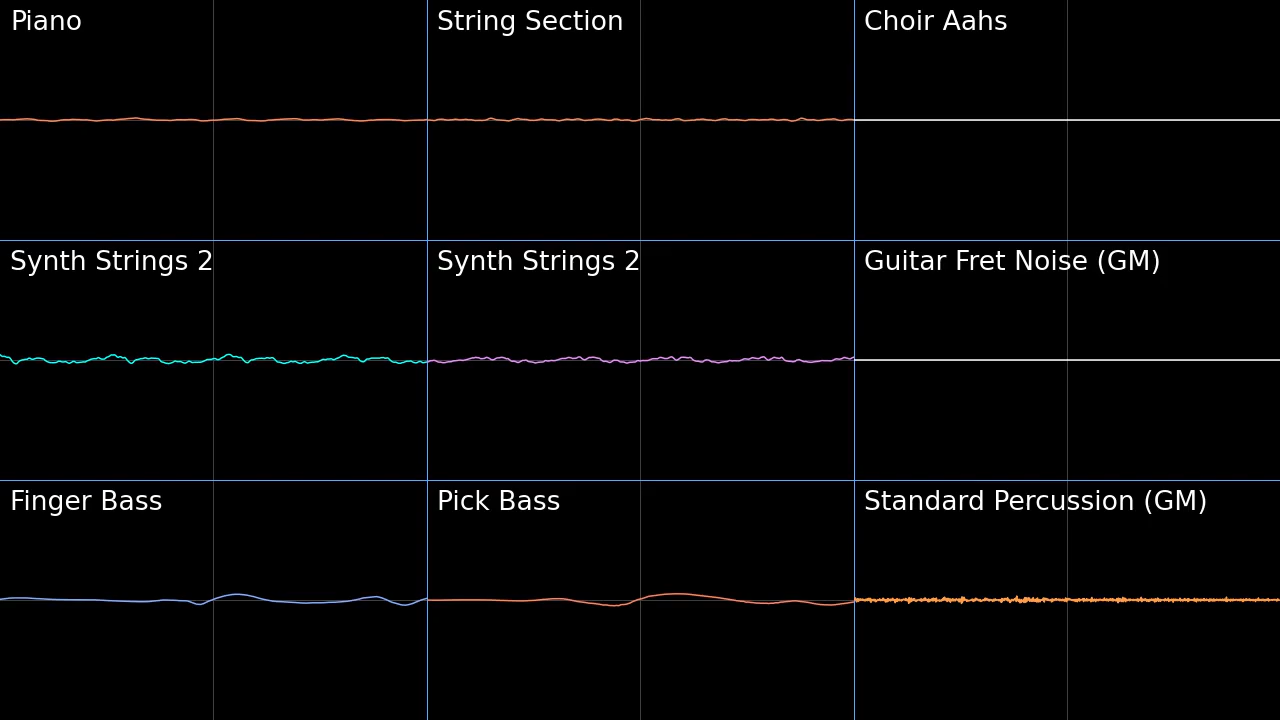 Piano
String Section
Choir Aahs
Synth Strings 2
Synth Strings 2
Guitar Fret Noise (GM)
Finger Bass
Pick Bass
Standard Percussion (GM)